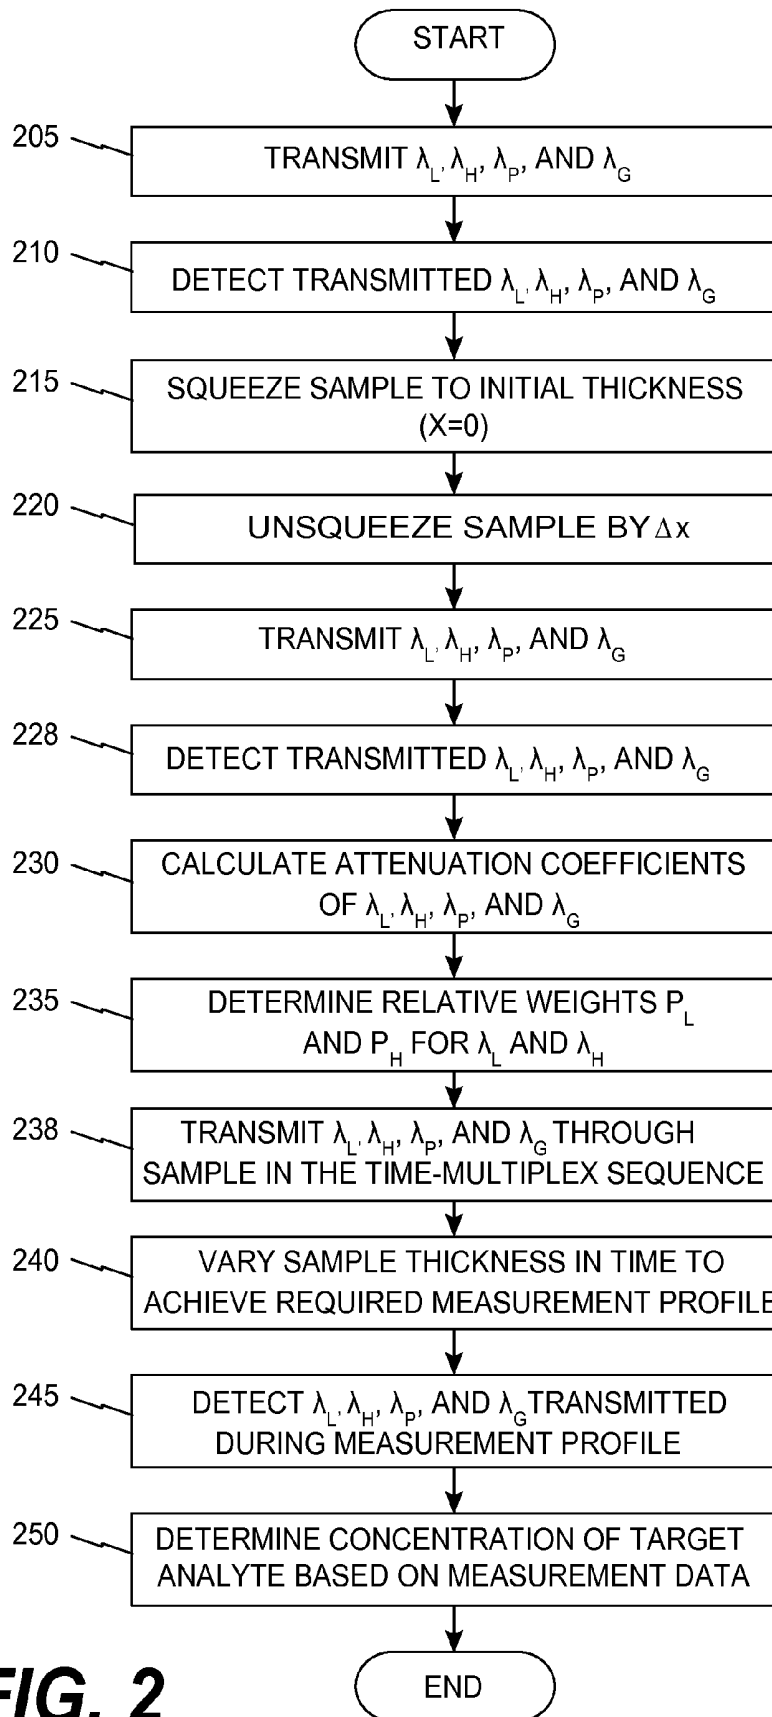 START
205
TRANSMIT λL, λH, λP, AND λG
210
DETECT TRANSMITTED λL, λH, λP, AND λG
215
SQUEEZE SAMPLE TO INITIAL THICKNESS
(X=0)
220
UNSQUEEZE SAMPLE BY Δx
225
TRANSMIT λL, λH, λP, AND λG
228
DETECT TRANSMITTED λL, λH, λP, AND λG
230
CALCULATE ATTENUATION COEFFICIENTS
OF λL, λH, λP, AND λG
235
DETERMINE RELATIVE WEIGHTS PL
AND PH FOR λL AND λH
238
TRANSMIT λL, λH, λP, AND λG THROUGH
SAMPLE IN THE TIME-MULTIPLEX SEQUENCE
240
VARY SAMPLE THICKNESS IN TIME TO
ACHIEVE REQUIRED MEASUREMENT PROFILE
245
DETECT λL, λH, λP, AND λG TRANSMITTED
DURING MEASUREMENT PROFILE
250
DETERMINE CONCENTRATION OF TARGET
ANALYTE BASED ON MEASUREMENT DATA
END
FIG. 2